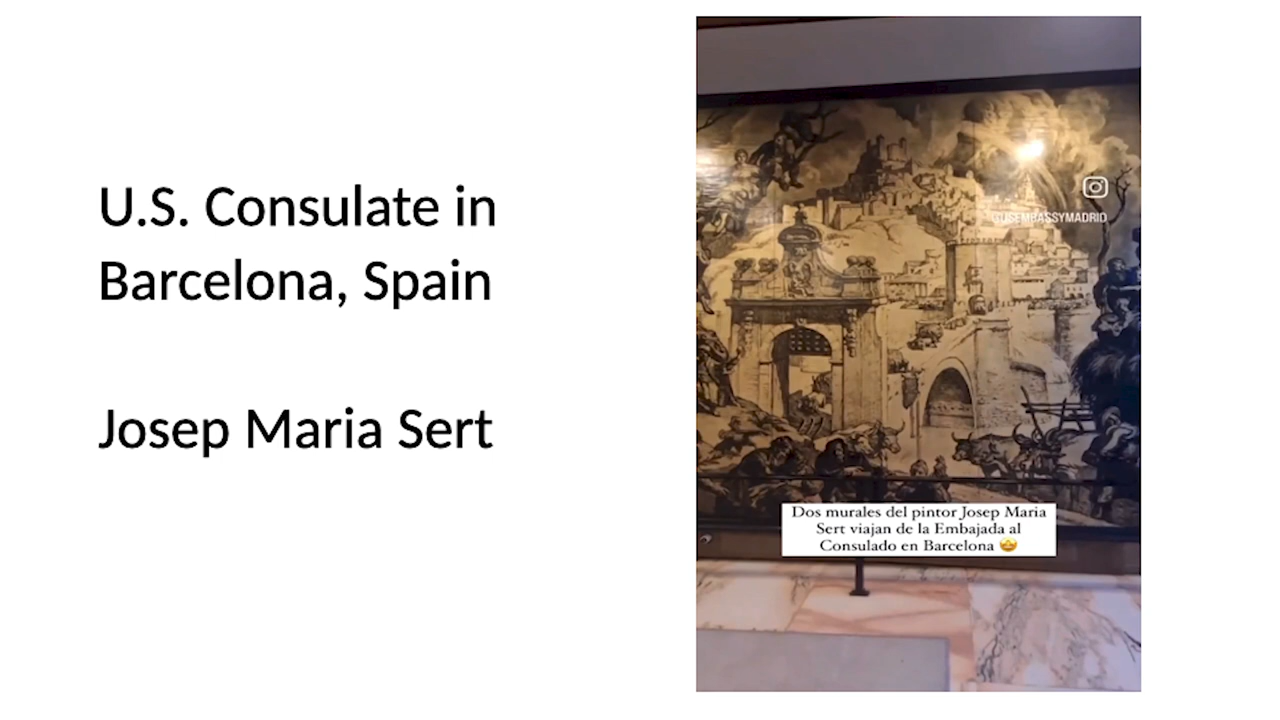 U.S. Consulate in
Barcelona, Spain
Josep Maria Sert
@USEMBASSYMADRID
Dos murales del pintor Josep Maria
Sert viajan de la Embajada al
Consulado en Barcelona 🤩